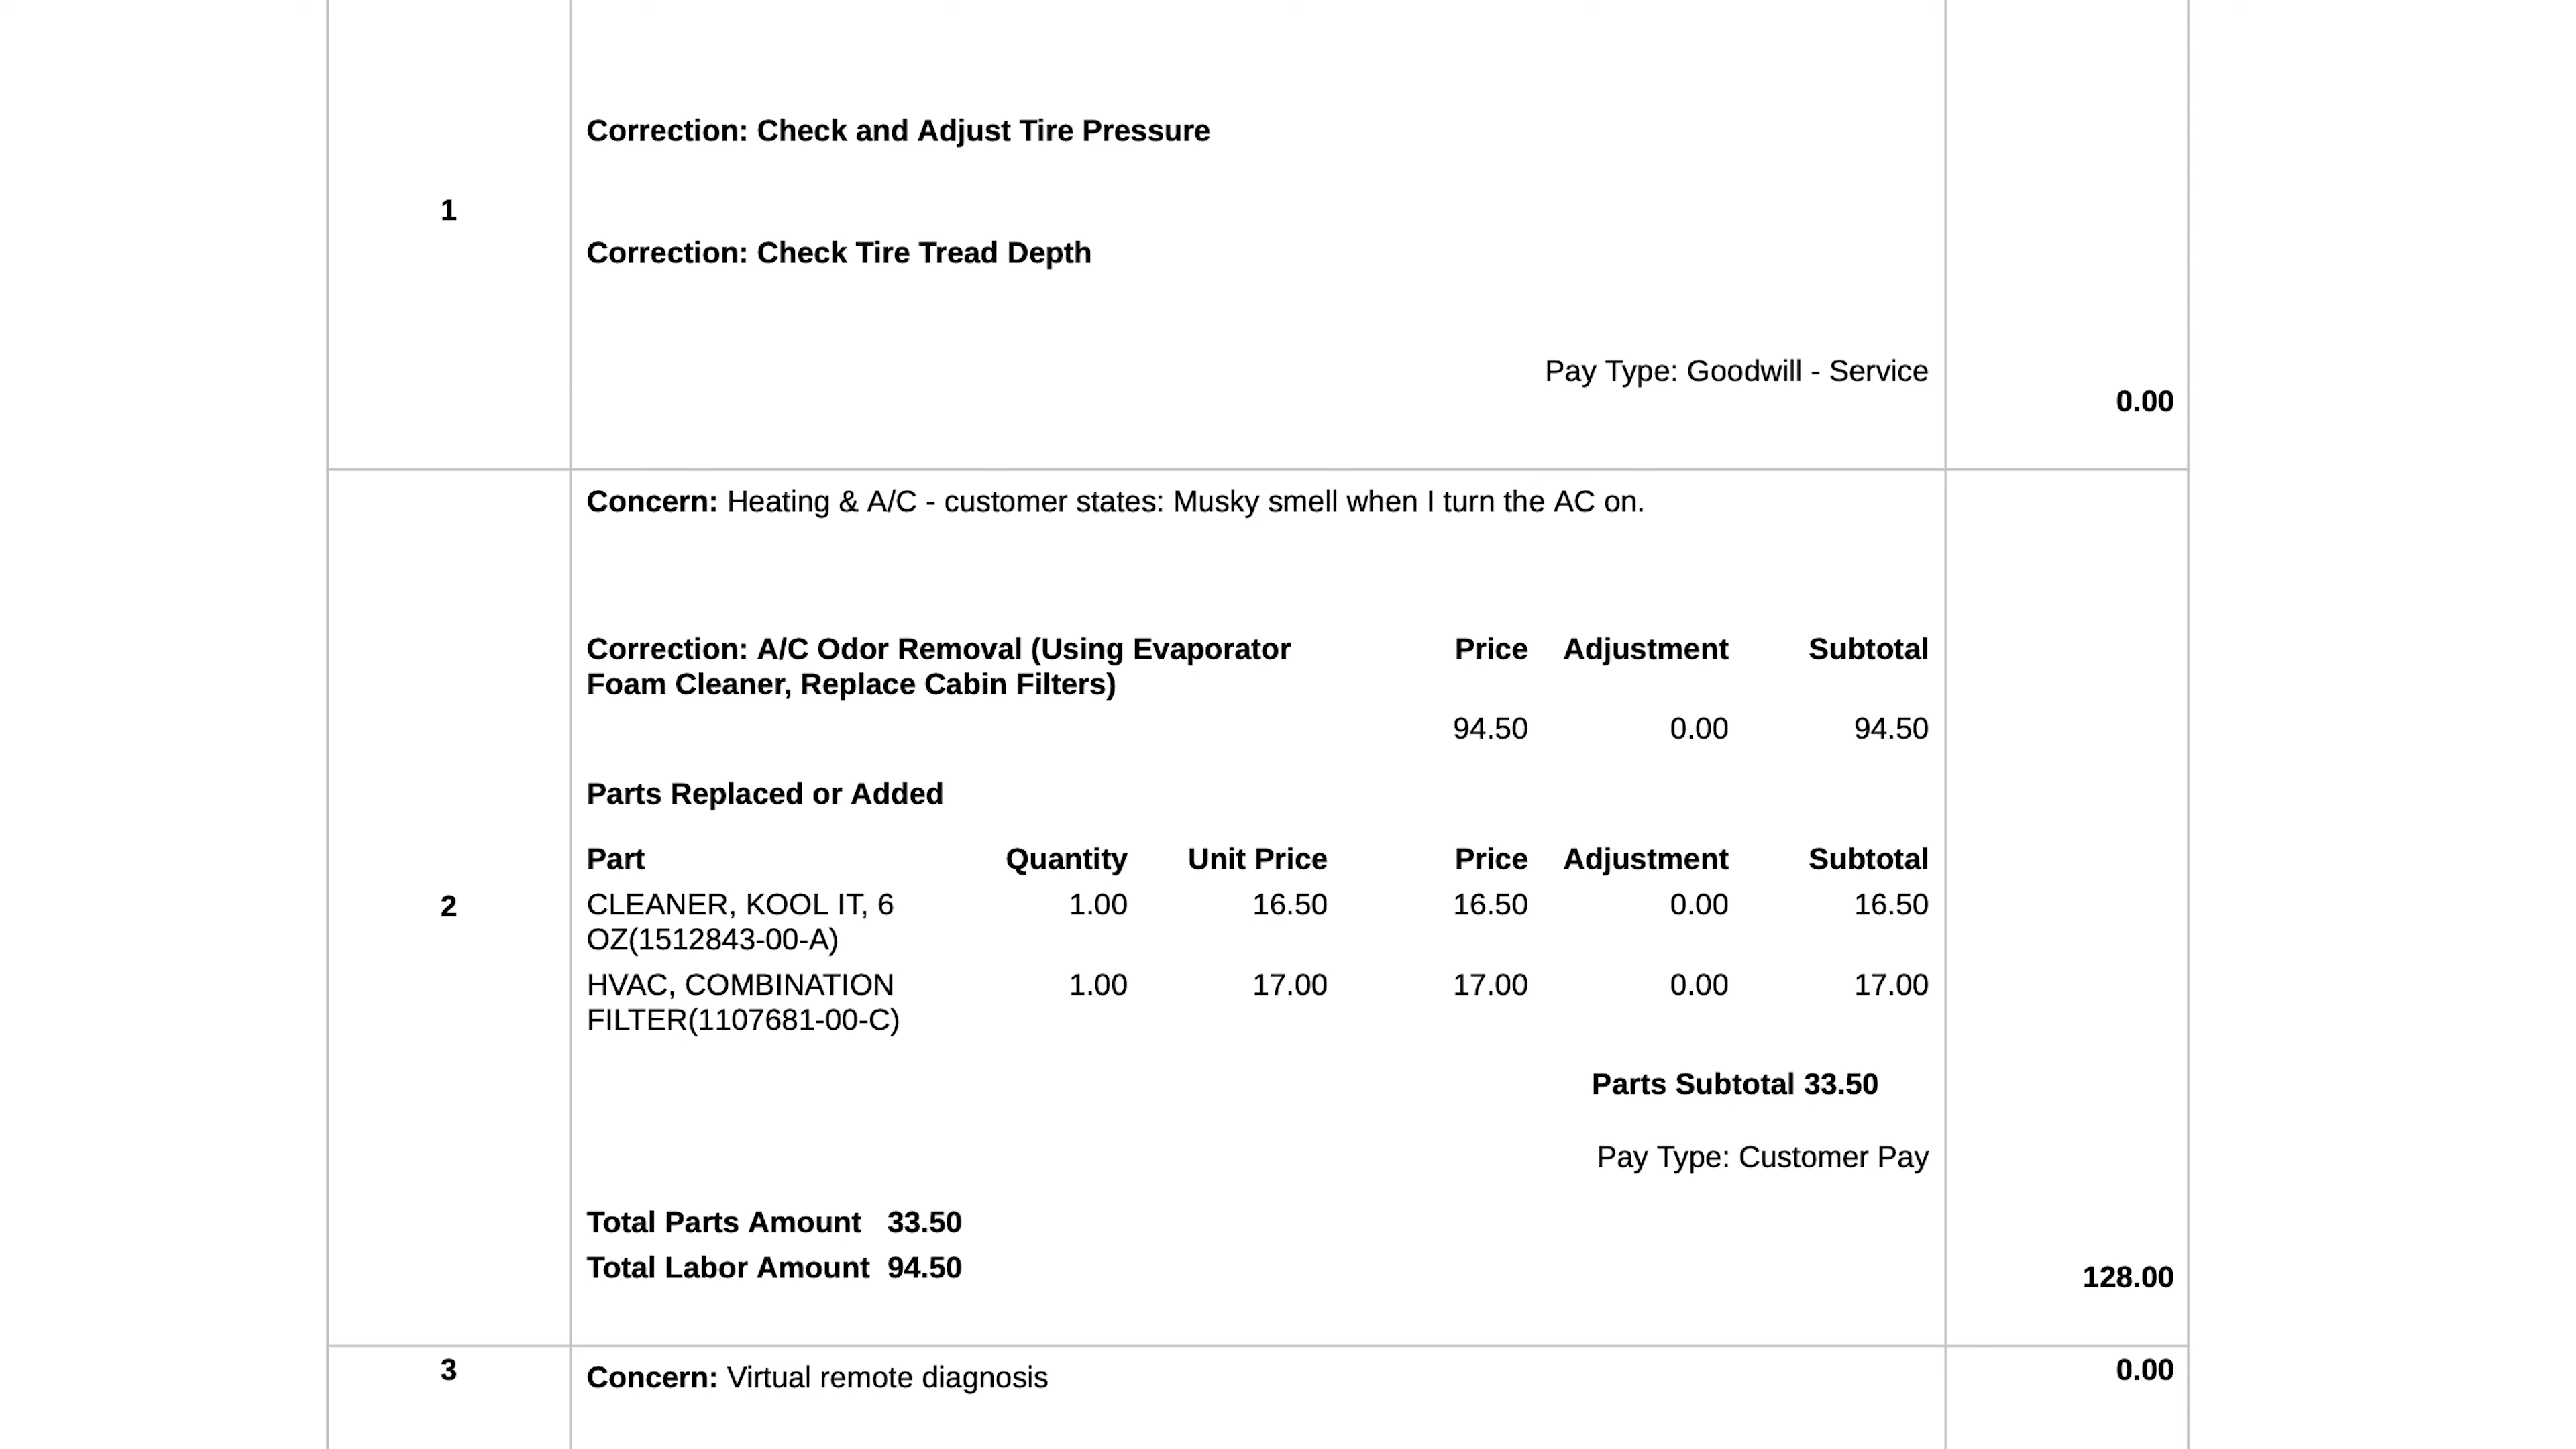 Correction: Check and Adjust Tire Pressure
1
Correction: Check Tire Tread Depth
Pay Type: Goodwill - Service
0.00
Concern: Heating & A/C - customer states: Musky smell when I turn the AC on.
Correction: A/C Odor Removal (Using Evaporator Price Adjustment Subtotal
Foam Cleaner, Replace Cabin Filters)
94.50 0.00 94.50
Parts Replaced or Added
Part Quantity Unit Price Price Adjustment Subtotal
2
CLEANER, KOOL IT, 6 1.00 16.50 16.50 0.00 16.50
OZ(1512843-00-A)
HVAC, COMBINATION 1.00 17.00 17.00 0.00 17.00
FILTER(1107681-00-C)
Parts Subtotal 33.50
Pay Type: Customer Pay
Total Parts Amount 33.50
Total Labor Amount 94.50
128.00
3
Concern: Virtual remote diagnosis
0.00